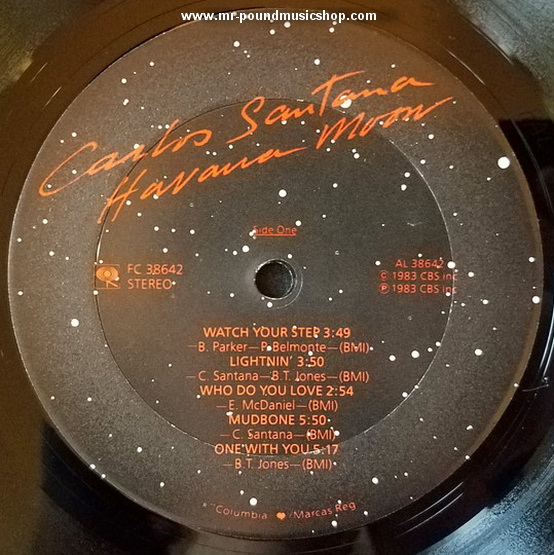 www.mr-poundmusicshop.com
Carlos Santana
Havana Moon
Side One
FC 38642
STEREO
AL 38642
© 1983 CBS inc
℗ 1983 CBS inc
WATCH YOUR STEP 3:49
—B. Parker—P. Belmonte—(BMI)
LIGHTNIN' 3:50
—C. Santana—B.T. Jones—(BMI)
WHO DO YOU LOVE 2:54
—E. McDaniel—(BMI)
MUDBONE 5:50
—C. Santana—(BMI)
ONE WITH YOU 5:17
—B.T. Jones—(BMI)
"Columbia Marcas Reg